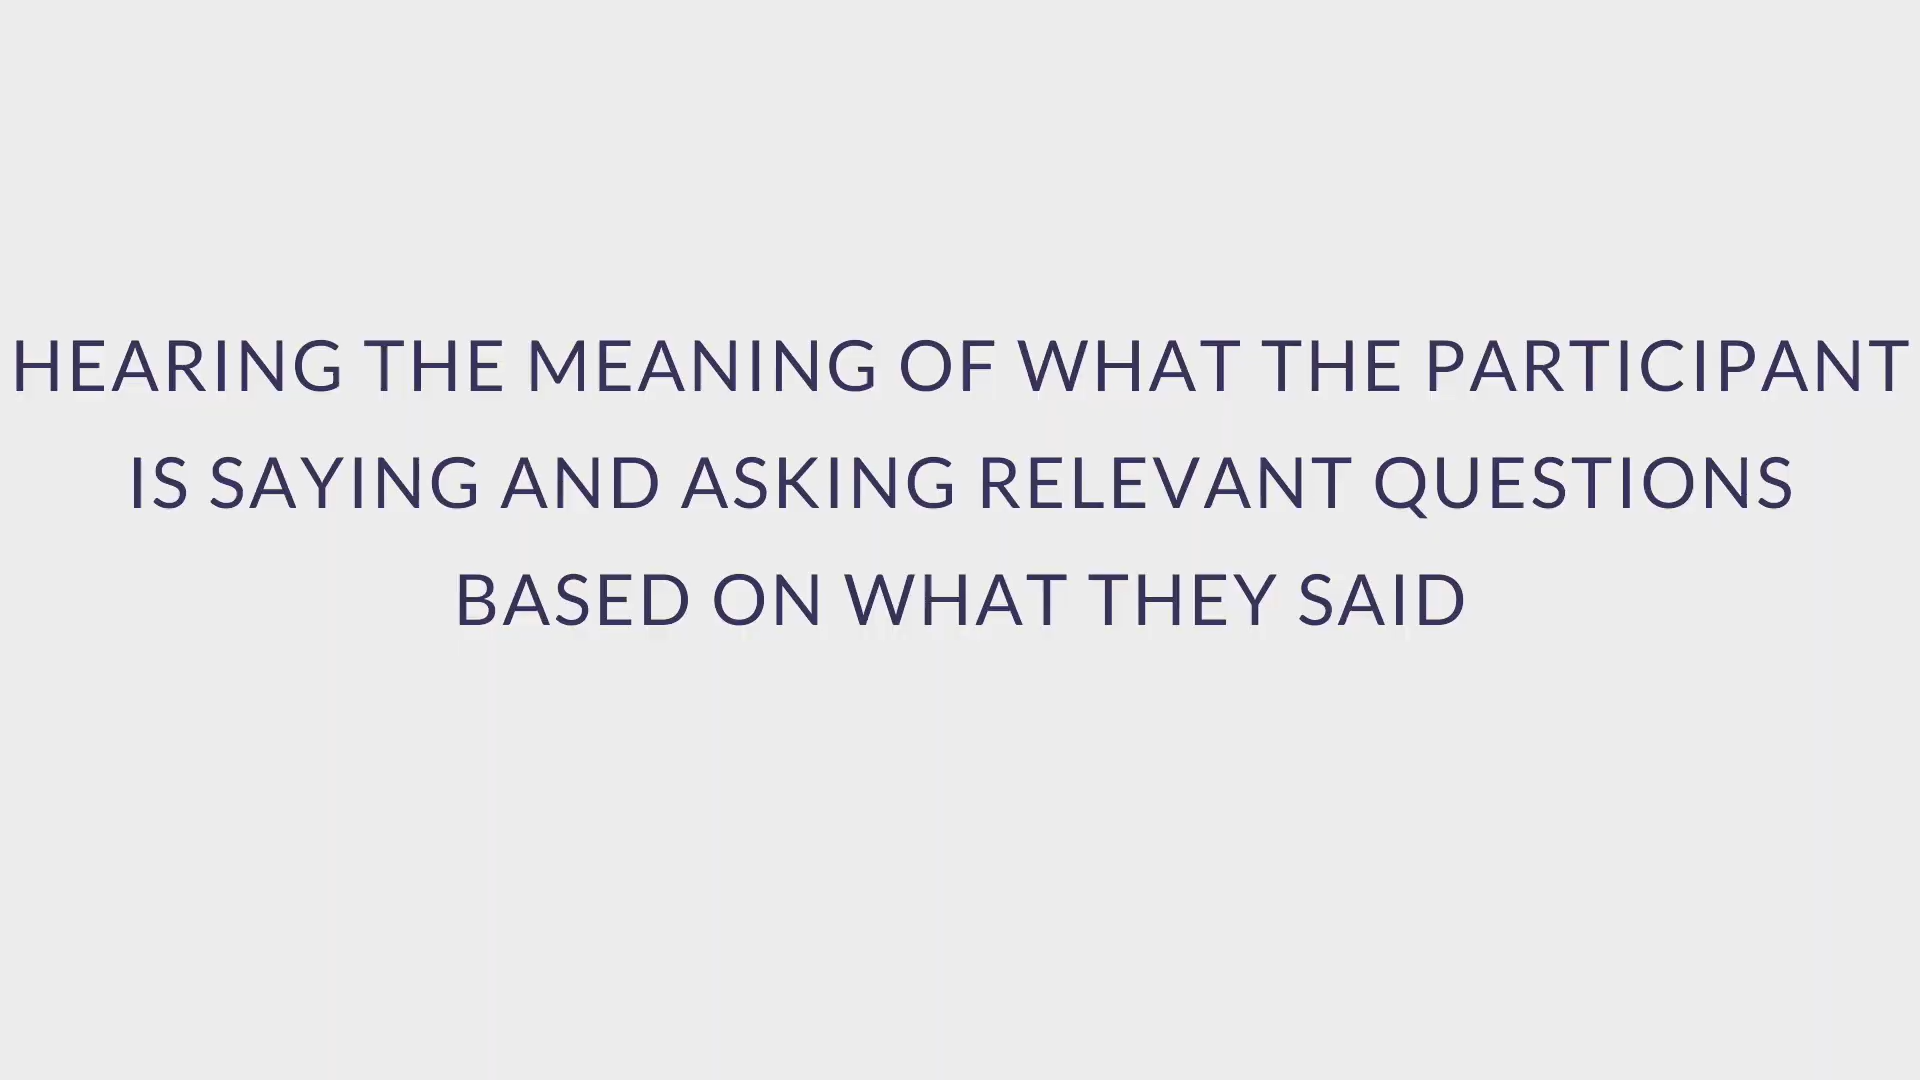 HEARING THE MEANING OF WHAT THE PARTICIPANT
IS SAYING AND ASKING RELEVANT QUESTIONS
BASED ON WHAT THEY SAID